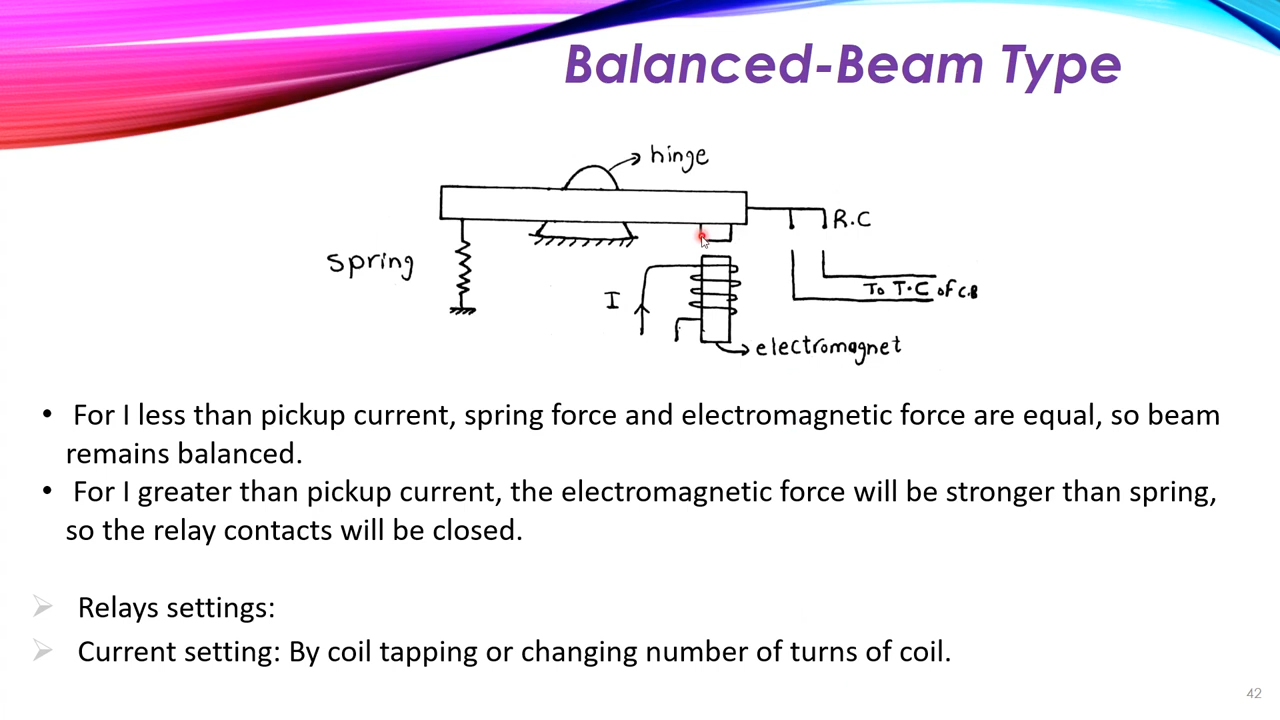 Balanced-Beam Type
hinge
R.C
Spring
I
To T.C of C.B
electromagnet
• For I less than pickup current, spring force and electromagnetic force are equal, so beam
remains balanced.
• For I greater than pickup current, the electromagnetic force will be stronger than spring,
so the relay contacts will be closed.
Relays settings:
Current setting: By coil tapping or changing number of turns of coil.
42